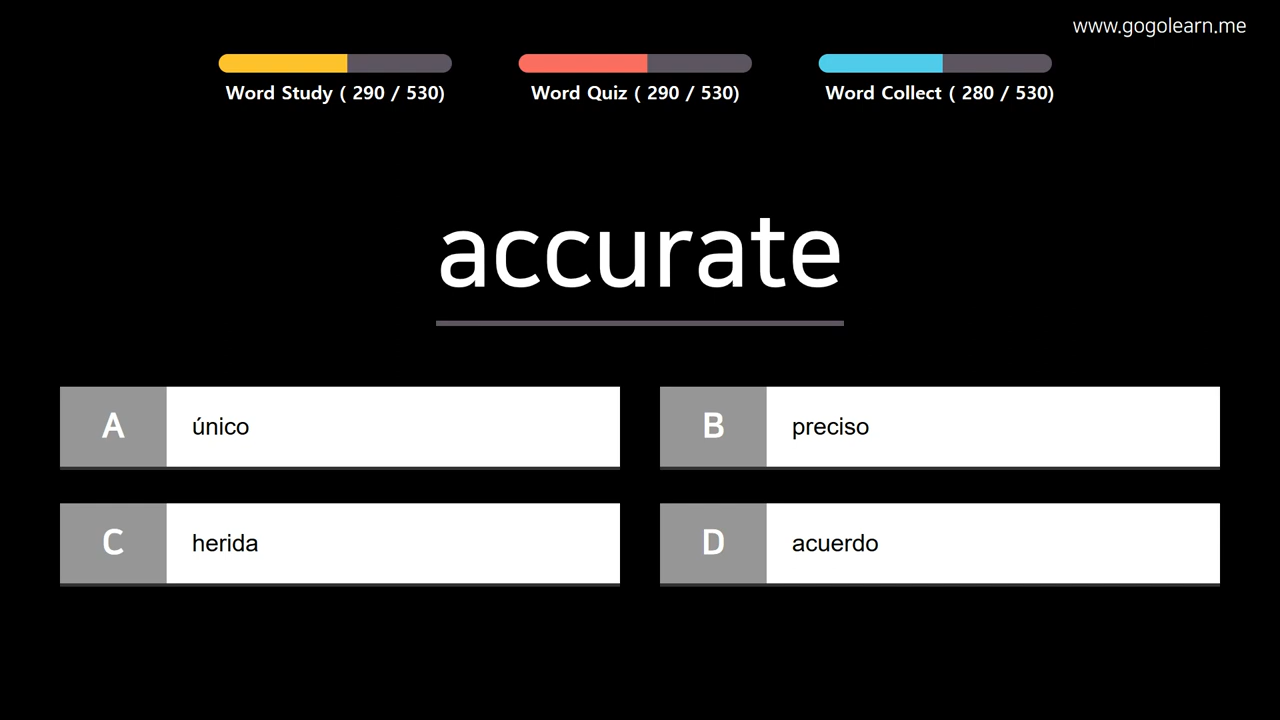 www.gogolearn.me
Word Study ( 290 / 530)
Word Quiz ( 290 / 530)
Word Collect ( 280 / 530)
accurate
A único
B preciso
C herida
D acuerdo